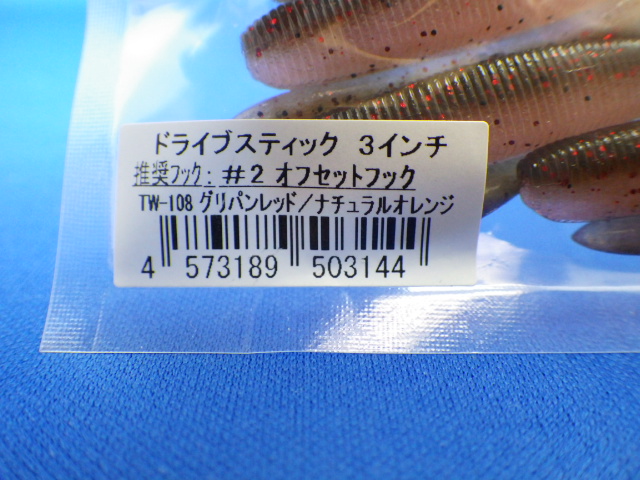 ドライブスティック 3インチ
推奨フック: #2 オフセットフック
TW-108 グリパンレッド/ナチュラルオレンジ
4 573189 503144